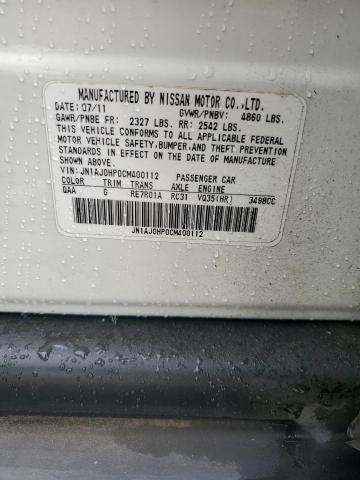 MANUFACTURED BY NISSAN MOTOR CO.,LTD.
DATE: 07/11 GVWR/PNBV: 4860 LBS.
GAWR/PNBE FR: 2327 LBS. RR: 2542 LBS.
THIS VEHICLE CONFORMS TO ALL APPLICABLE FEDERAL
MOTOR VEHICLE SAFETY,BUMPER,AND THEFT PREVENTION
STANDARDS IN EFFECT ON THE DATE OF MANUFACTURE
SHOWN ABOVE.
VIN: JN1AJ0HP0CM400112 PASSENGER CAR
COLOR TRIM TRANS AXLE ENGINE
QAA G RE7R01A RC31 VQ35(HR) 3498CC
JN1AJ0HP0CM400112